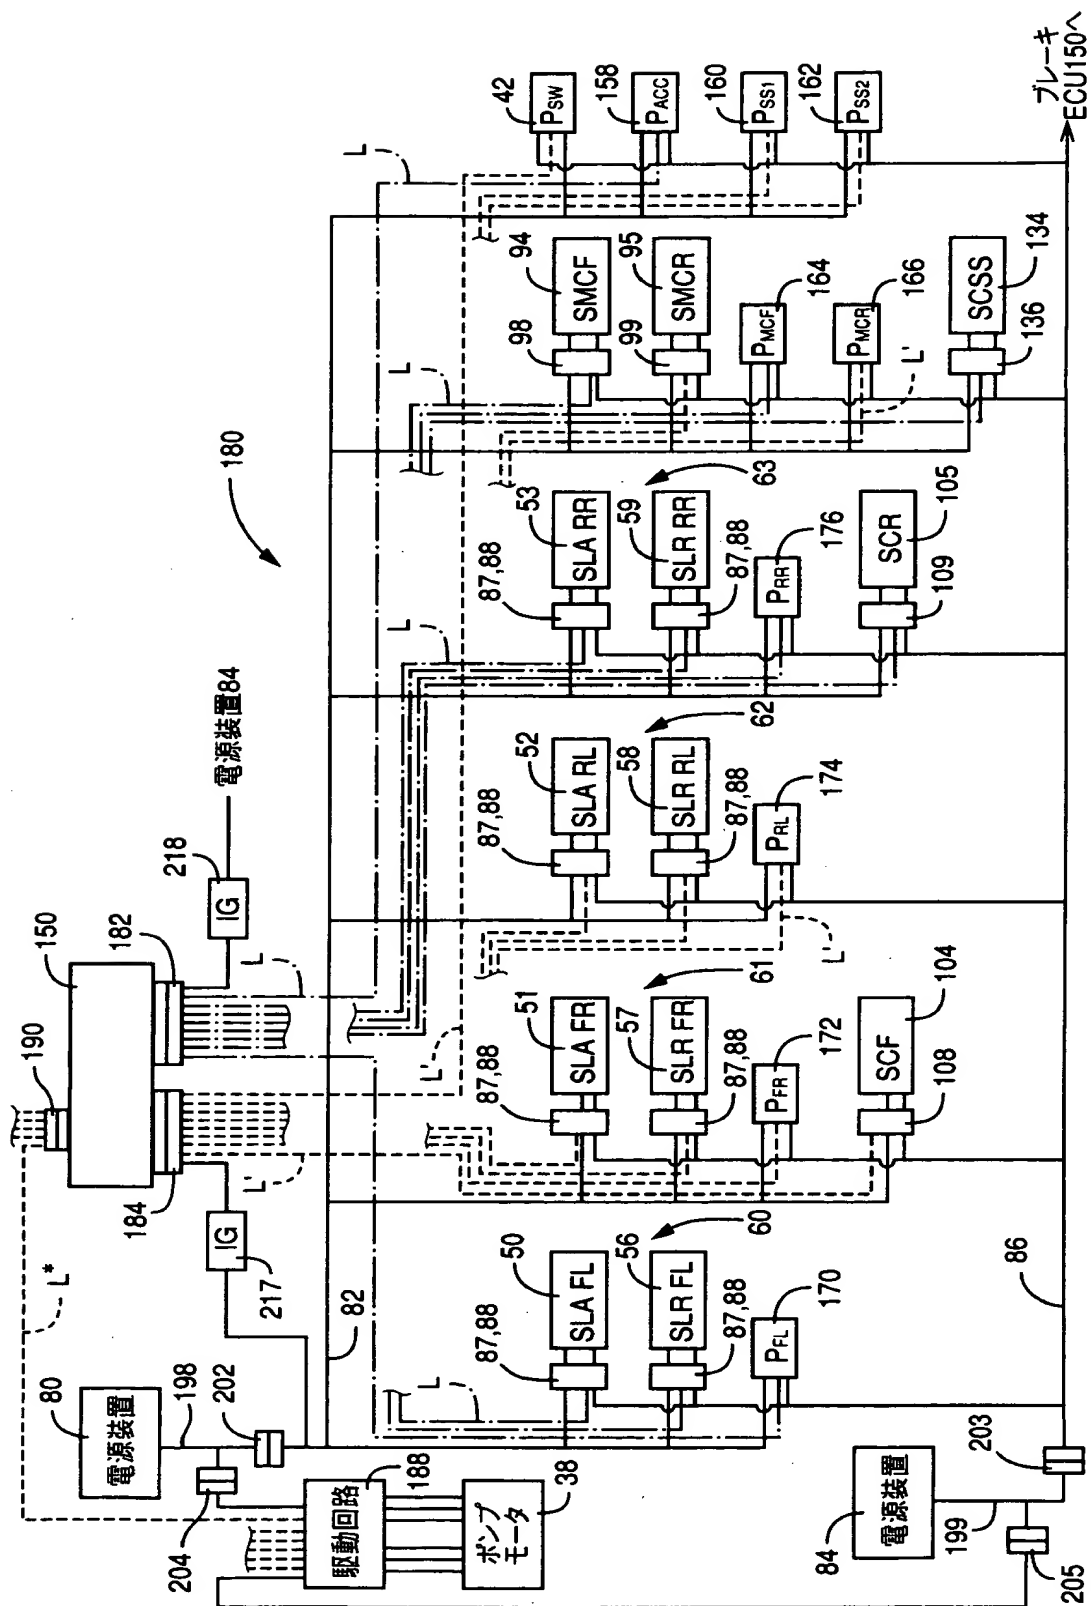 180
42
PSW
158
PACC
160
PSS1
162
PSS2
ブレーキ
ECU150へ
L
94
SMCF
98
95
SMCR
99
PMCF
164
PMCR
166
L'
SCSS
134
136
L
63
53
SLA RR
87,88
59
SLR RR
87,88
PRR
176
SCR
105
109
L
62
52
SLA RL
87,88
58
SLR RL
87,88
PRL
174
L'
61
51
SLA FR
87,88
57
SLR FR
87,88
PFR
172
SCF
104
108
60
50
SLA FL
87,88
56
SLR FL
87,88
PFL
170
L
86
82
電源装置84
218
IG
182
150
190
184
L
L'
L'
IG
217
L*
80
電源装置
198
202
204
駆動回路
188
ポンプ
モータ
38
電源装置
84
199
203
205